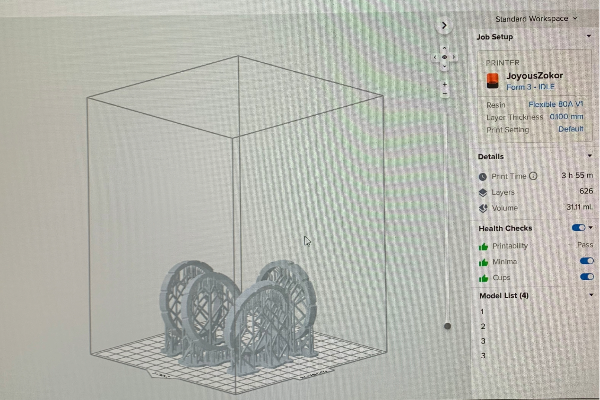 Standard Workspace
Job Setup
PRINTER
JoyousZokor
Form 3 - IDLE
Resin Flexible 80A V1
Layer Thickness 0.100 mm
Print Setting Default
Details
Print Time 3 h 55 m
Layers 626
Volume 31.11 mL
Health Checks
Printability Pass
Minima
Cups
Model List (4)
1
2
3
3